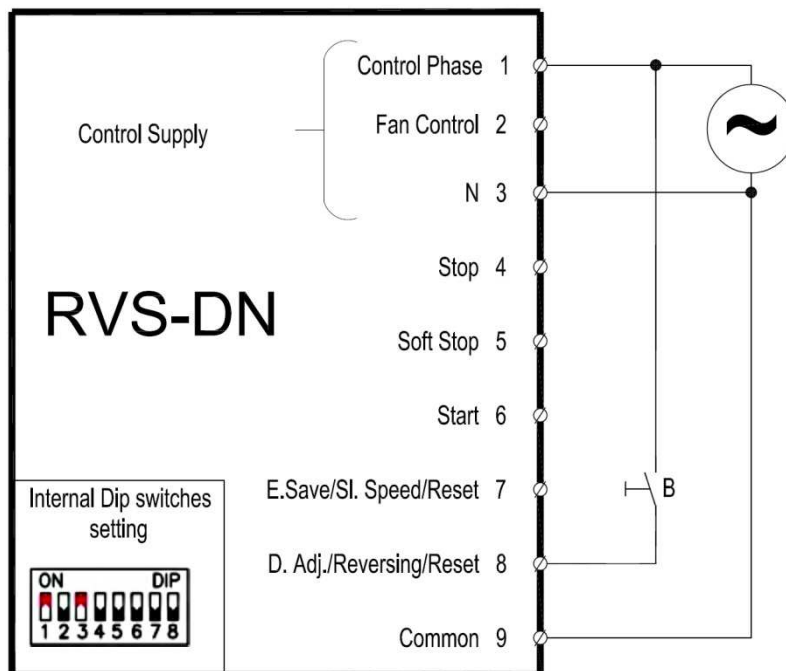 Control Phase 1
Control Supply
Fan Control 2
N 3
Stop 4
RVS-DN
Soft Stop 5
Start 6
E.Save/Sl. Speed/Reset 7
B
Internal Dip switches
setting
D. Adj./Reversing/Reset 8
ON DIP
1 2 3 4 5 6 7 8
Common 9